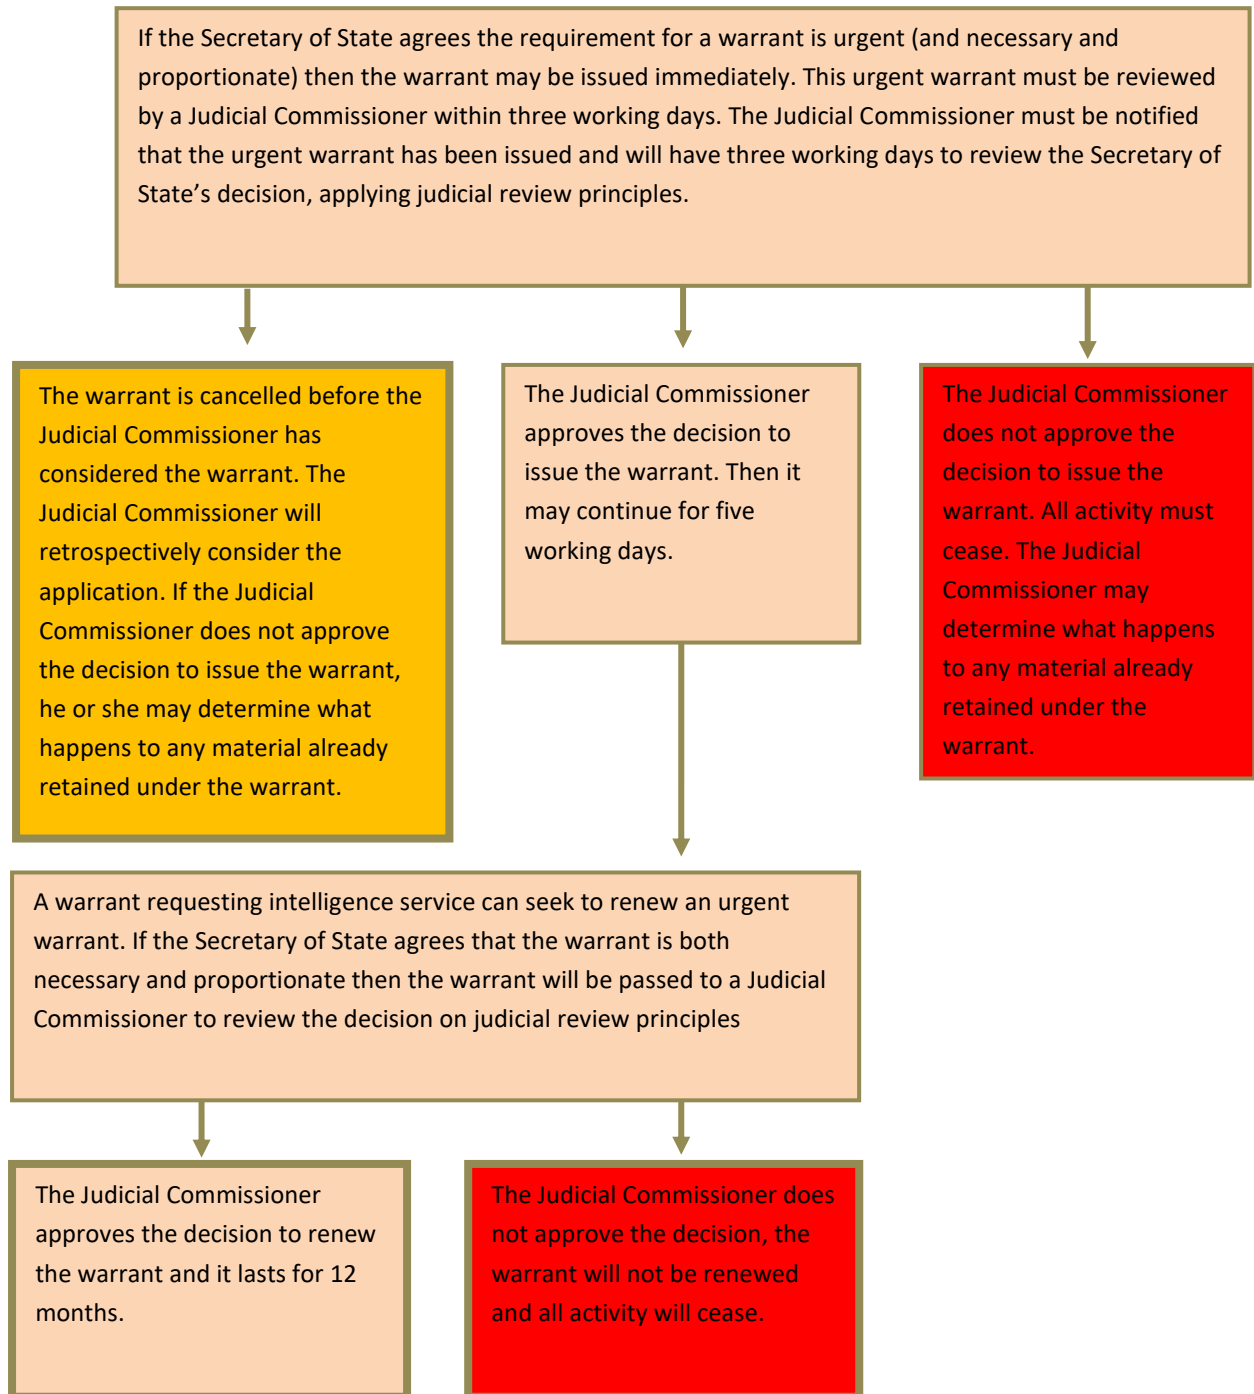 If the Secretary of State agrees the requirement for a warrant is urgent (and necessary and
proportionate) then the warrant may be issued immediately. This urgent warrant must be reviewed
by a Judicial Commissioner within three working days. The Judicial Commissioner must be notified
that the urgent warrant has been issued and will have three working days to review the Secretary of
State’s decision, applying judicial review principles.
The warrant is cancelled before the
Judicial Commissioner has
considered the warrant. The
Judicial Commissioner will
retrospectively consider the
application. If the Judicial
Commissioner does not approve
the decision to issue the warrant,
he or she may determine what
happens to any material already
retained under the warrant.
The Judicial Commissioner
approves the decision to
issue the warrant. Then it
may continue for five
working days.
The Judicial Commissioner
does not approve the
decision to issue the
warrant. All activity must
cease. The Judicial
Commissioner may
determine what happens
to any material already
retained under the
warrant.
A warrant requesting intelligence service can seek to renew an urgent
warrant. If the Secretary of State agrees that the warrant is both
necessary and proportionate then the warrant will be passed to a Judicial
Commissioner to review the decision on judicial review principles
The Judicial Commissioner
approves the decision to renew
the warrant and it lasts for 12
months.
The Judicial Commissioner does
not approve the decision, the
warrant will not be renewed
and all activity will cease.